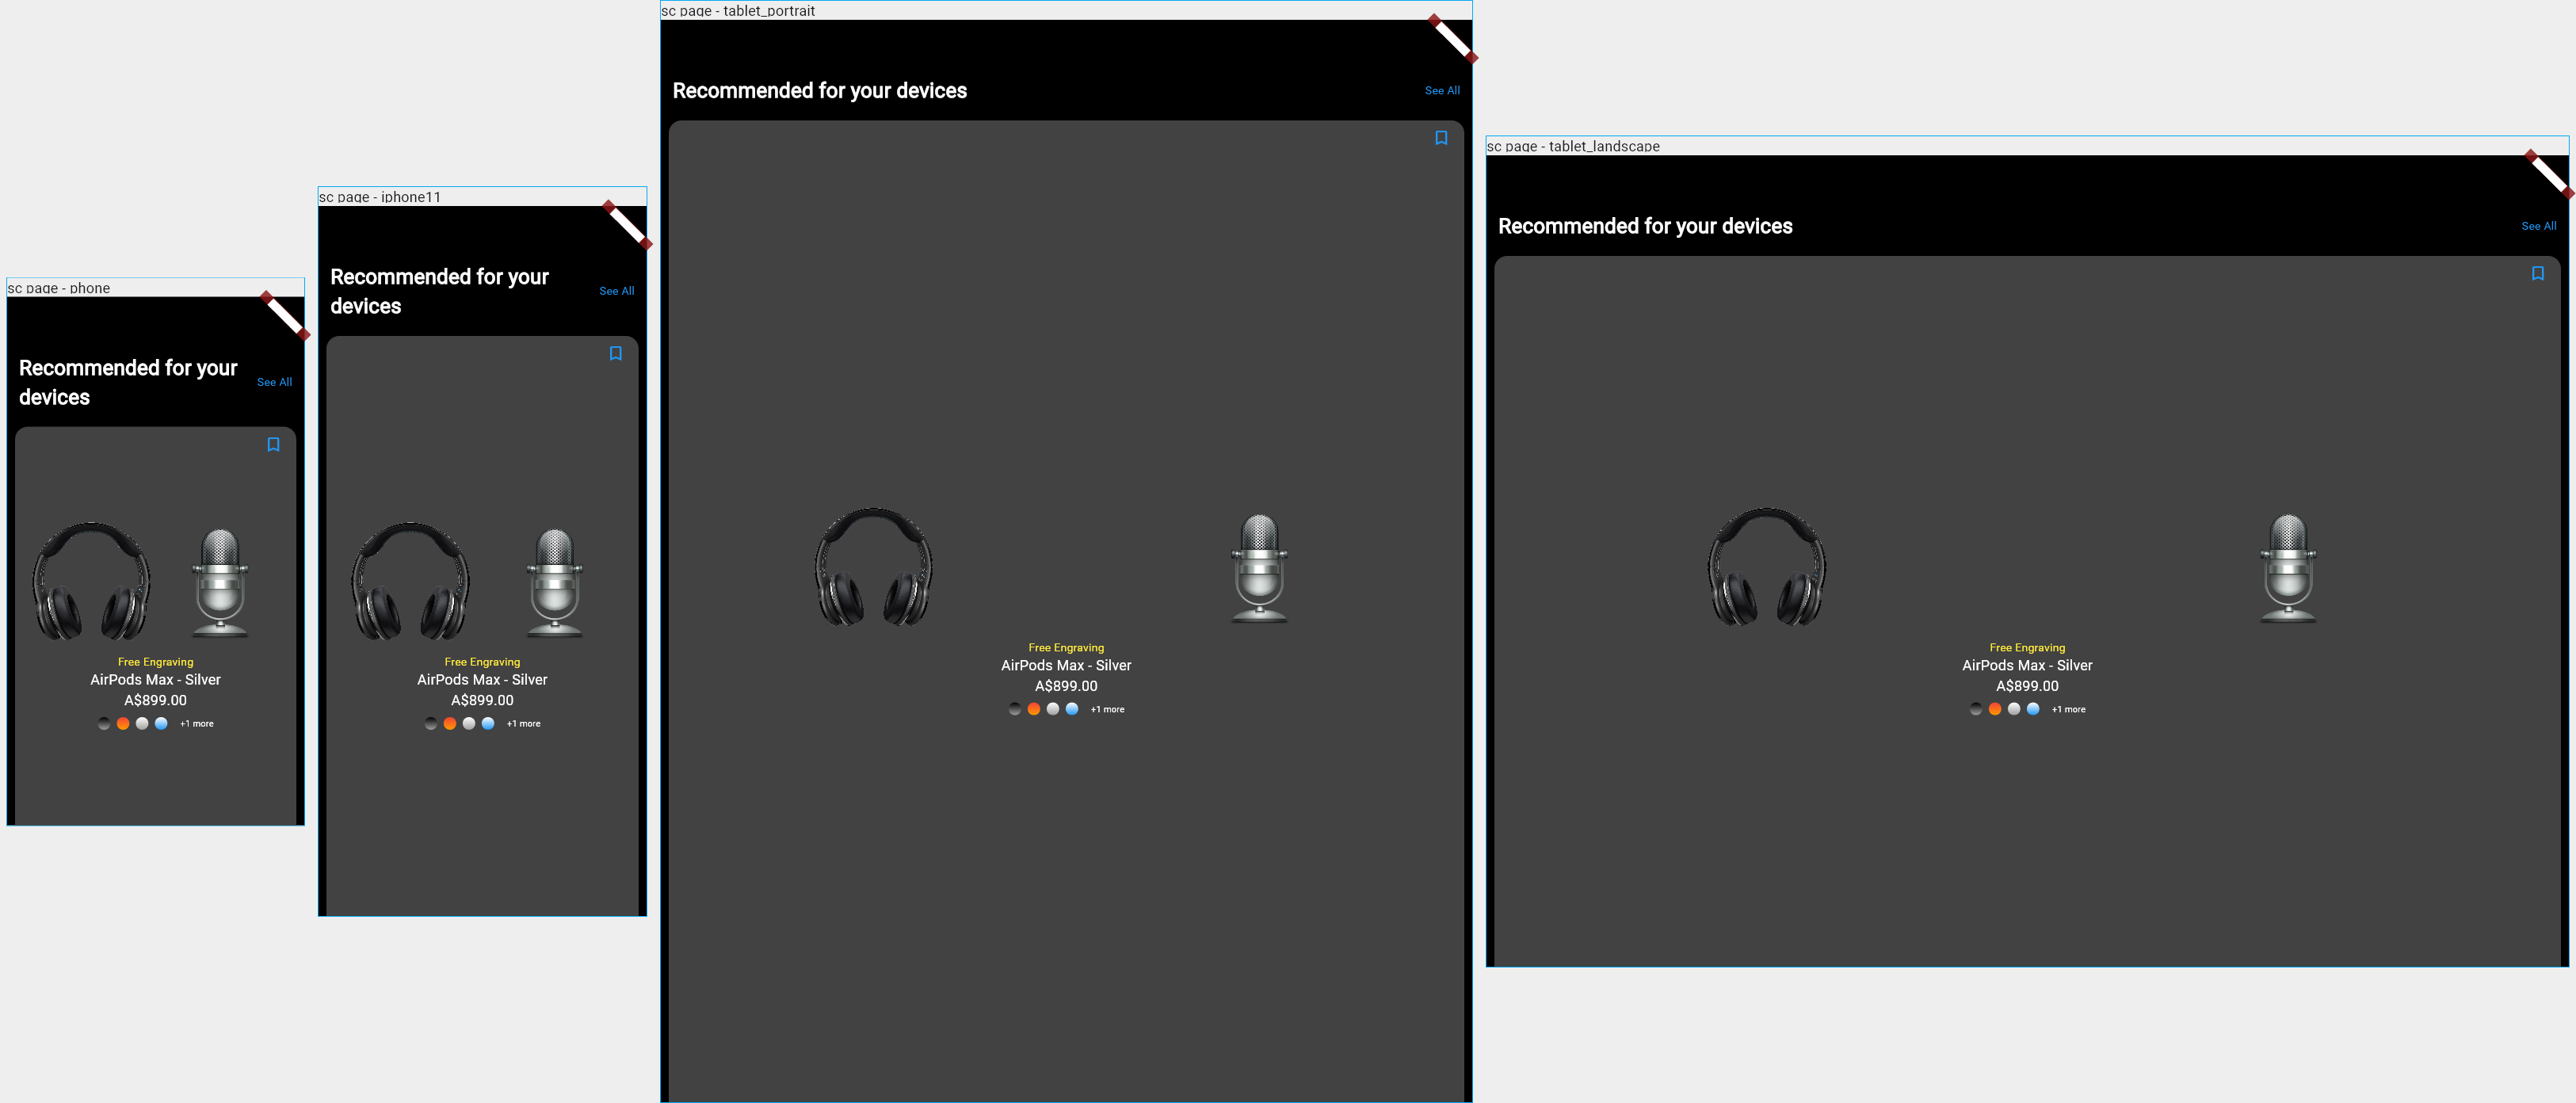 sc page - phone
Recommended for your
devices
See All
Free Engraving
AirPods Max - Silver
A$899.00
+1 more
sc page - iphone11
Recommended for your
devices
See All
Free Engraving
AirPods Max - Silver
A$899.00
+1 more
sc page - tablet_portrait
Recommended for your devices
See All
Free Engraving
AirPods Max - Silver
A$899.00
+1 more
sc page - tablet_landscape
Recommended for your devices
See All
Free Engraving
AirPods Max - Silver
A$899.00
+1 more